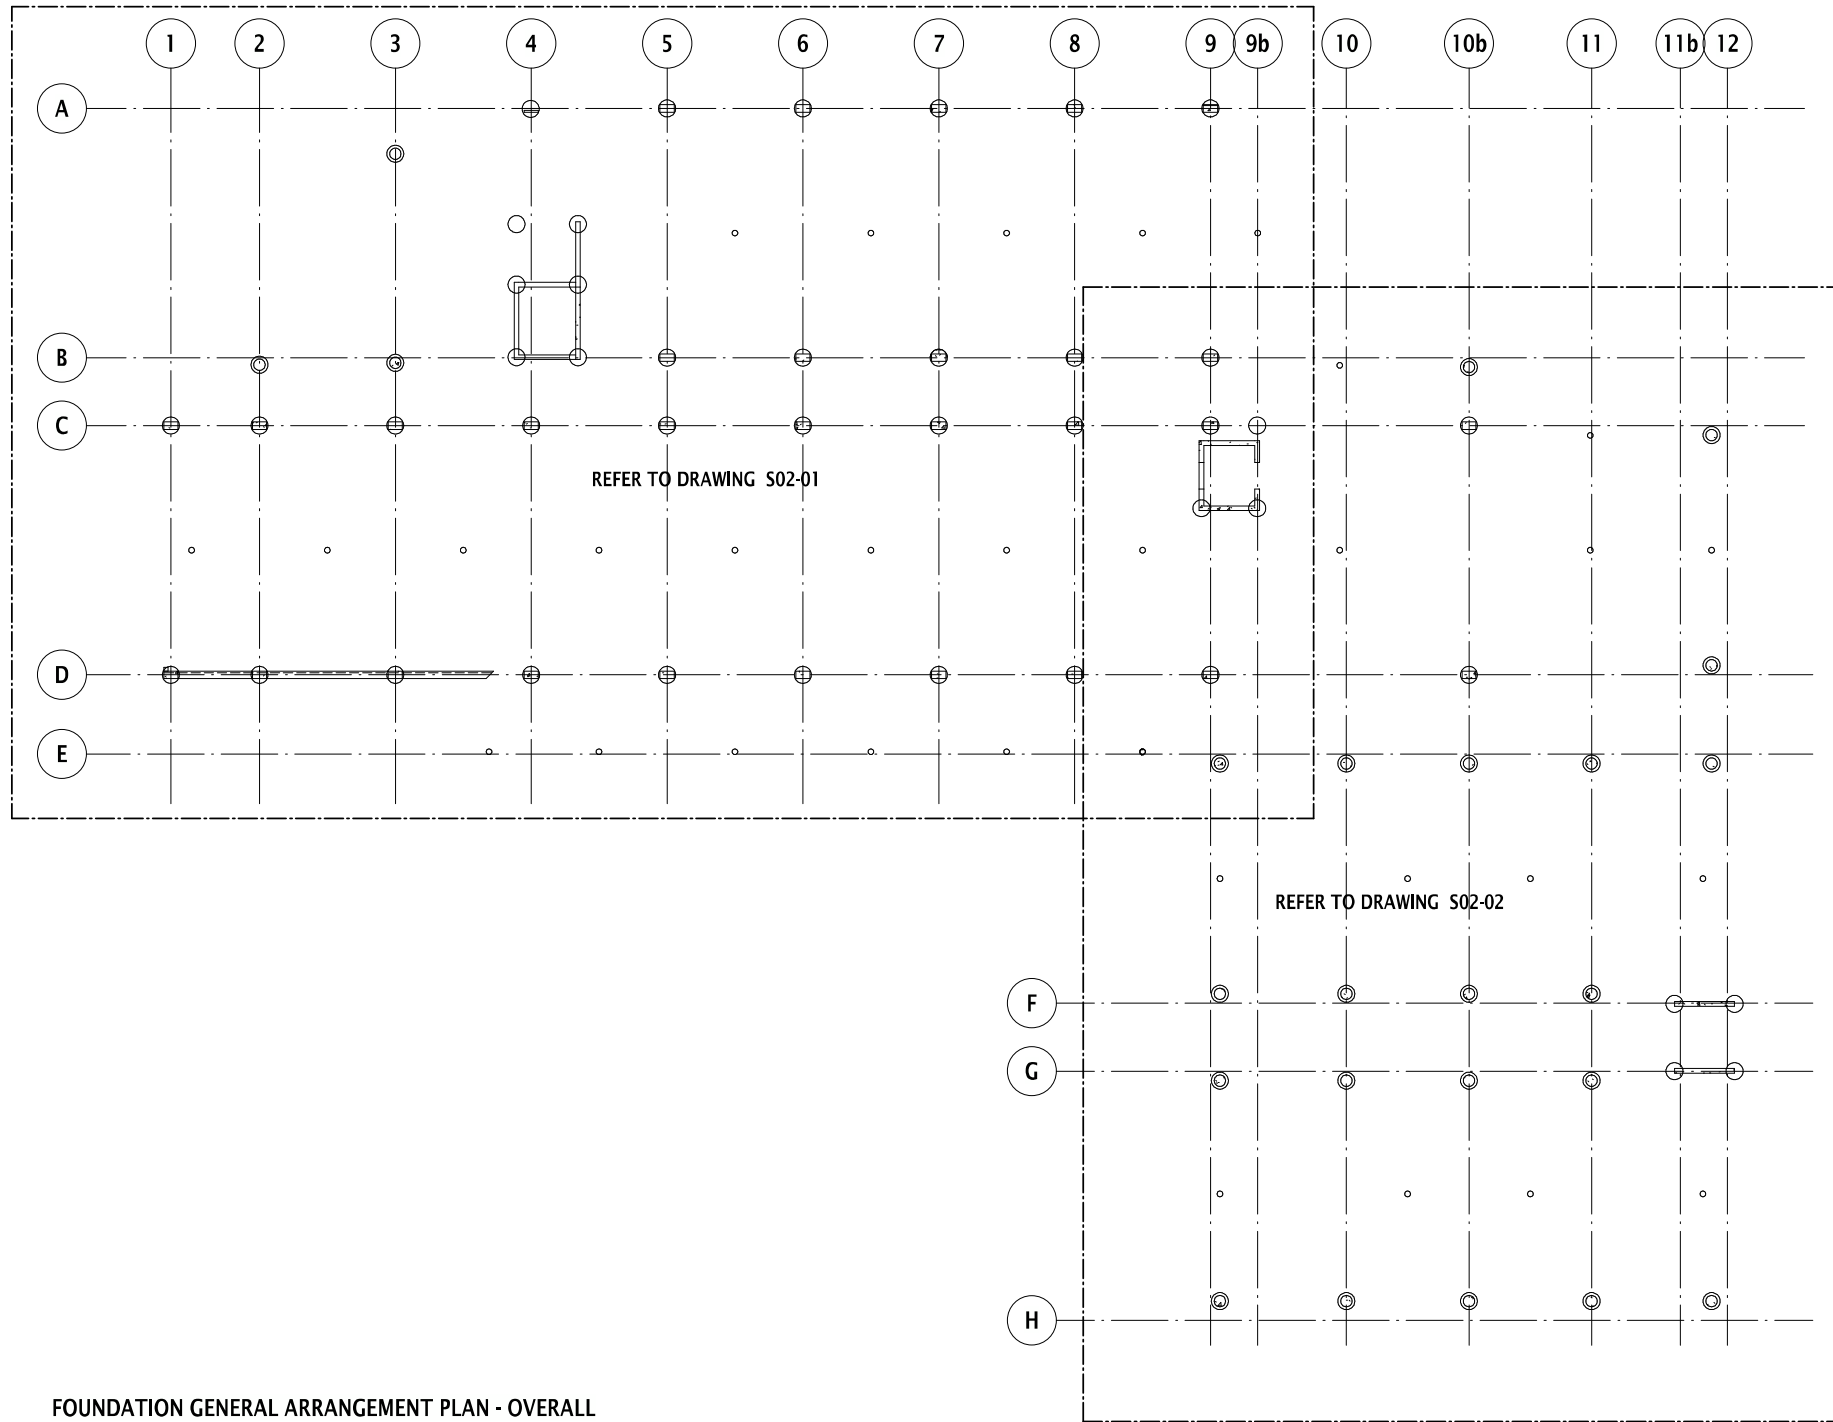 1 2 3 4 5 6 7 8 9 9b 10 10b 11 11b 12
A
B
C
REFER TO DRAWING S02-01
D
E
REFER TO DRAWING S02-02
F
G
H
FOUNDATION GENERAL ARRANGEMENT PLAN - OVERALL